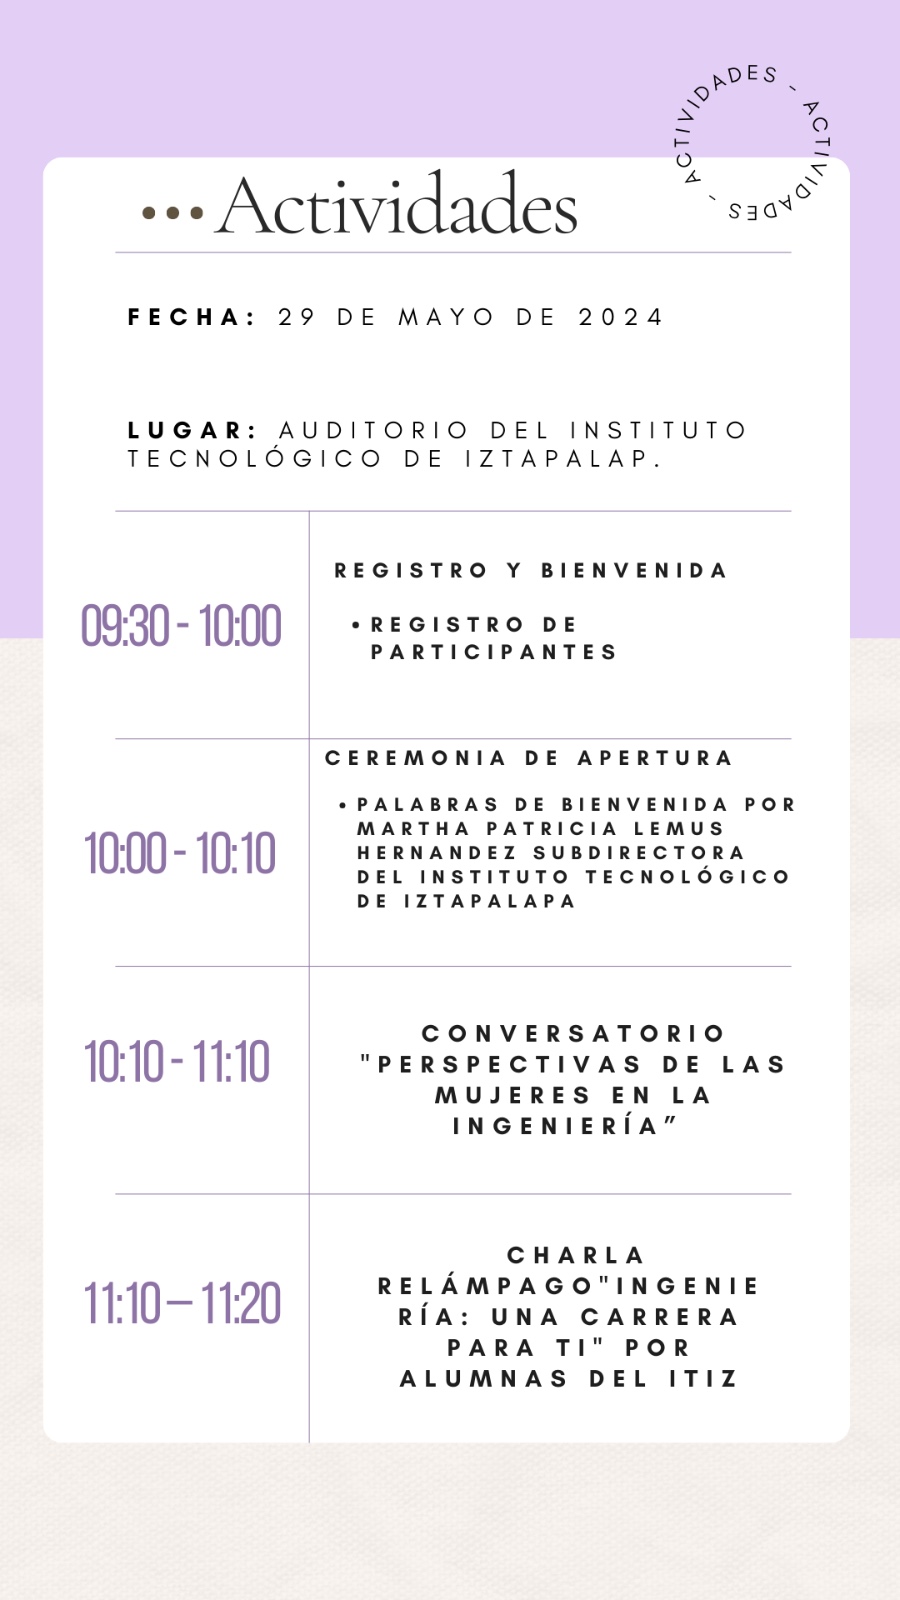 ACTIVIDADES - ACTIVIDADES -
•••Actividades
FECHA: 29 DE MAYO DE 2024
LUGAR: AUDITORIO DEL INSTITUTO
TECNOLÓGICO DE IZTAPALAP.
09:30 - 10:00
REGISTRO Y BIENVENIDA
• REGISTRO DE
PARTICIPANTES
10:00 - 10:10
CEREMONIA DE APERTURA
• PALABRAS DE BIENVENIDA POR
MARTHA PATRICIA LEMUS
HERNANDEZ SUBDIRECTORA
DEL INSTITUTO TECNOLÓGICO
DE IZTAPALAPA
10:10 - 11:10
CONVERSATORIO
"PERSPECTIVAS DE LAS
MUJERES EN LA
INGENIERÍA”
11:10 – 11:20
CHARLA
RELÁMPAGO"INGENIE
RÍA: UNA CARRERA
PARA TI" POR
ALUMNAS DEL ITIZ